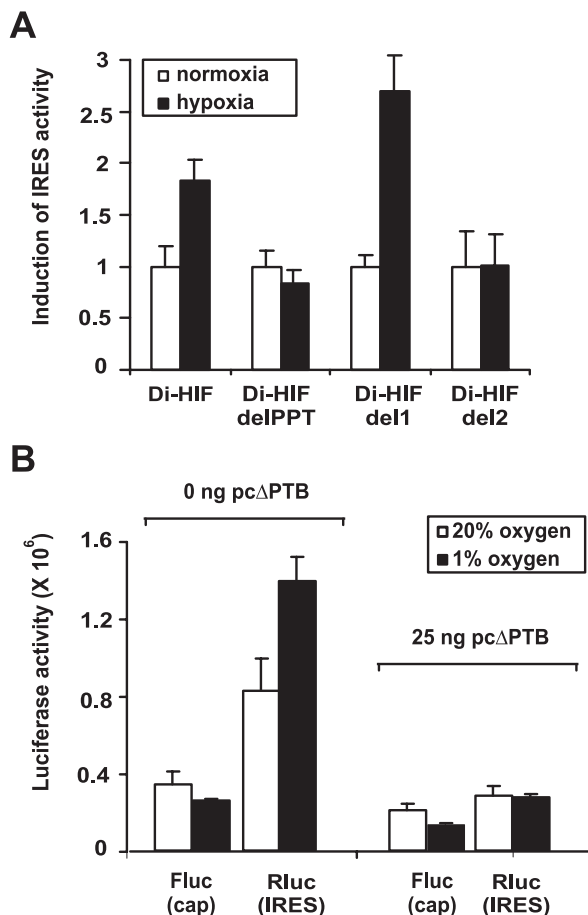 A
Induction of IRES activity
3
2.5
2
1.5
1
0.5
0
normoxia
hypoxia
Di-HIF
Di-HIF
delPPT
Di-HIF
del1
Di-HIF
del2
B
Luciferase activity (X 10⁶)
0 ng pcΔPTB
1.6
1.2
0.8
0.4
0
20% oxygen
1% oxygen
25 ng pcΔPTB
Fluc
(cap)
Rluc
(IRES)
Fluc
(cap)
Rluc
(IRES)